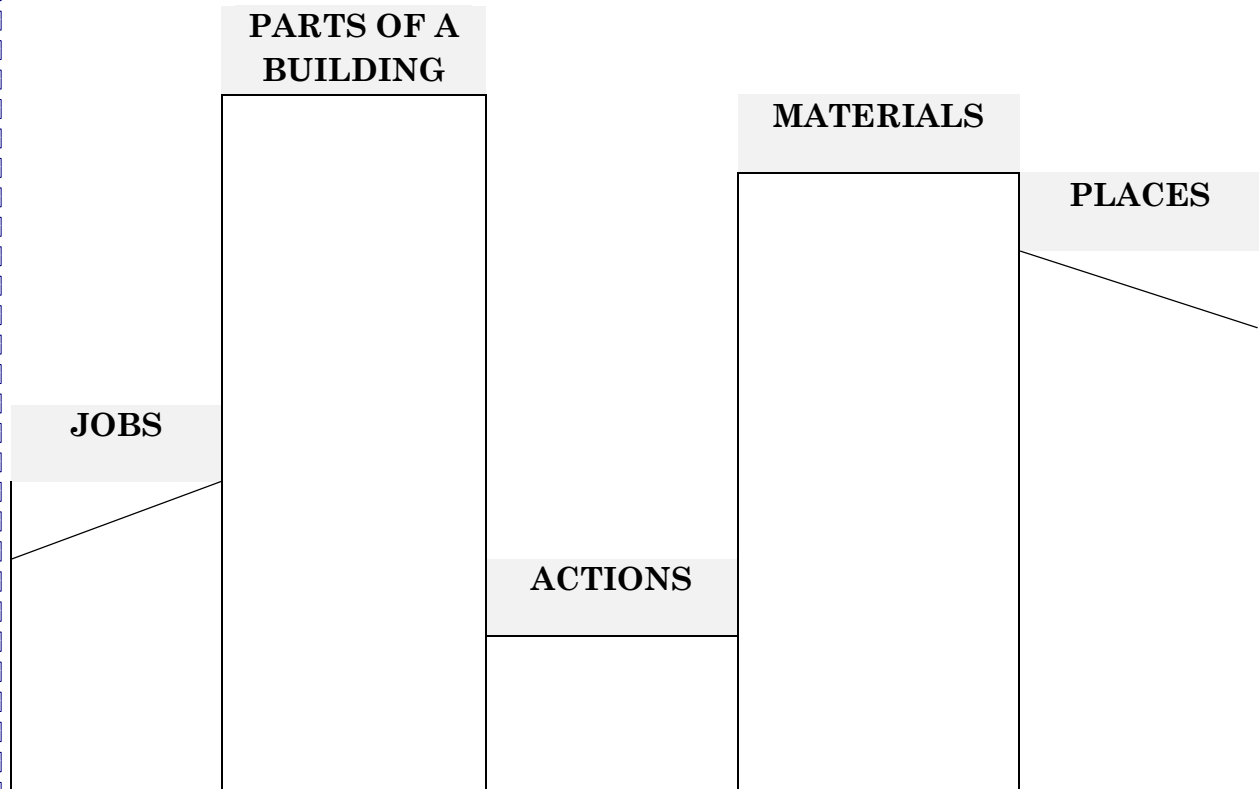 PARTS OF A
BUILDING
MATERIALS
PLACES
JOBS
ACTIONS